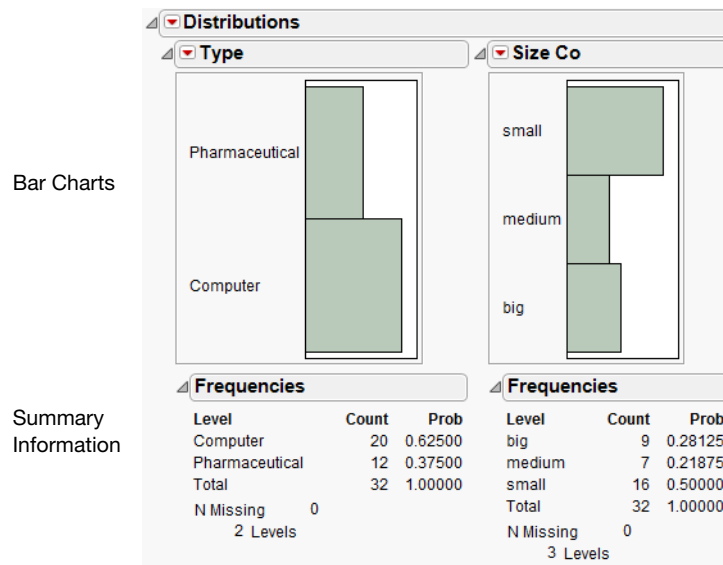 Distributions
Type
Pharmaceutical
Computer
Size Co
small
medium
big
Bar Charts
Frequencies
Level Count Prob
Computer 20 0.62500
Pharmaceutical 12 0.37500
Total 32 1.00000
N Missing 0
2 Levels
Frequencies
Level Count Prob
big 9 0.28125
medium 7 0.21875
small 16 0.50000
Total 32 1.00000
N Missing 0
3 Levels
Summary
Information